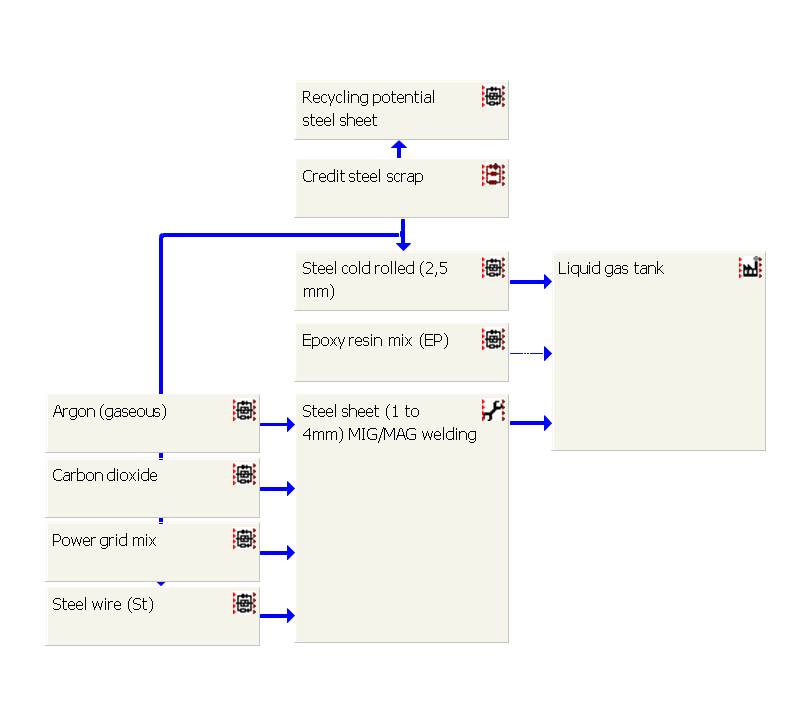 Recycling potential
steel sheet
Credit steel scrap
Steel cold rolled (2,5
mm)
Liquid gas tank
Epoxy resin mix (EP)
Argon (gaseous)
Steel sheet (1 to
4mm) MIG/MAG welding
Carbon dioxide
Power grid mix
Steel wire (St)